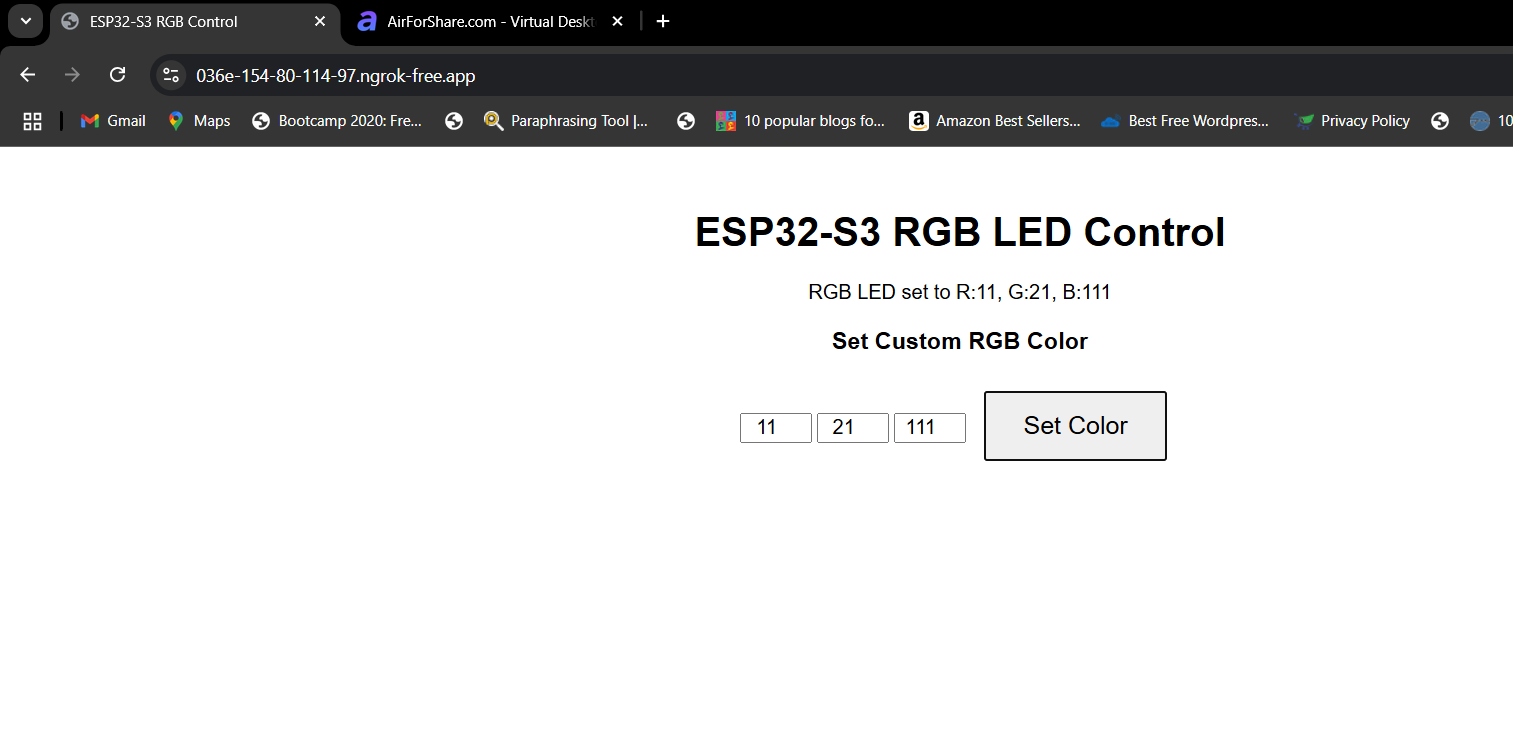 ESP32-S3 RGB Control
AirForShare.com - Virtual Deskt
036e-154-80-114-97.ngrok-free.app
Gmail Maps Bootcamp 2020: Fre... Paraphrasing Tool |... 10 popular blogs fo... Amazon Best Sellers... Best Free Wordpres... Privacy Policy 10
ESP32-S3 RGB LED Control
RGB LED set to R:11, G:21, B:111
Set Custom RGB Color
11 21 111 Set Color